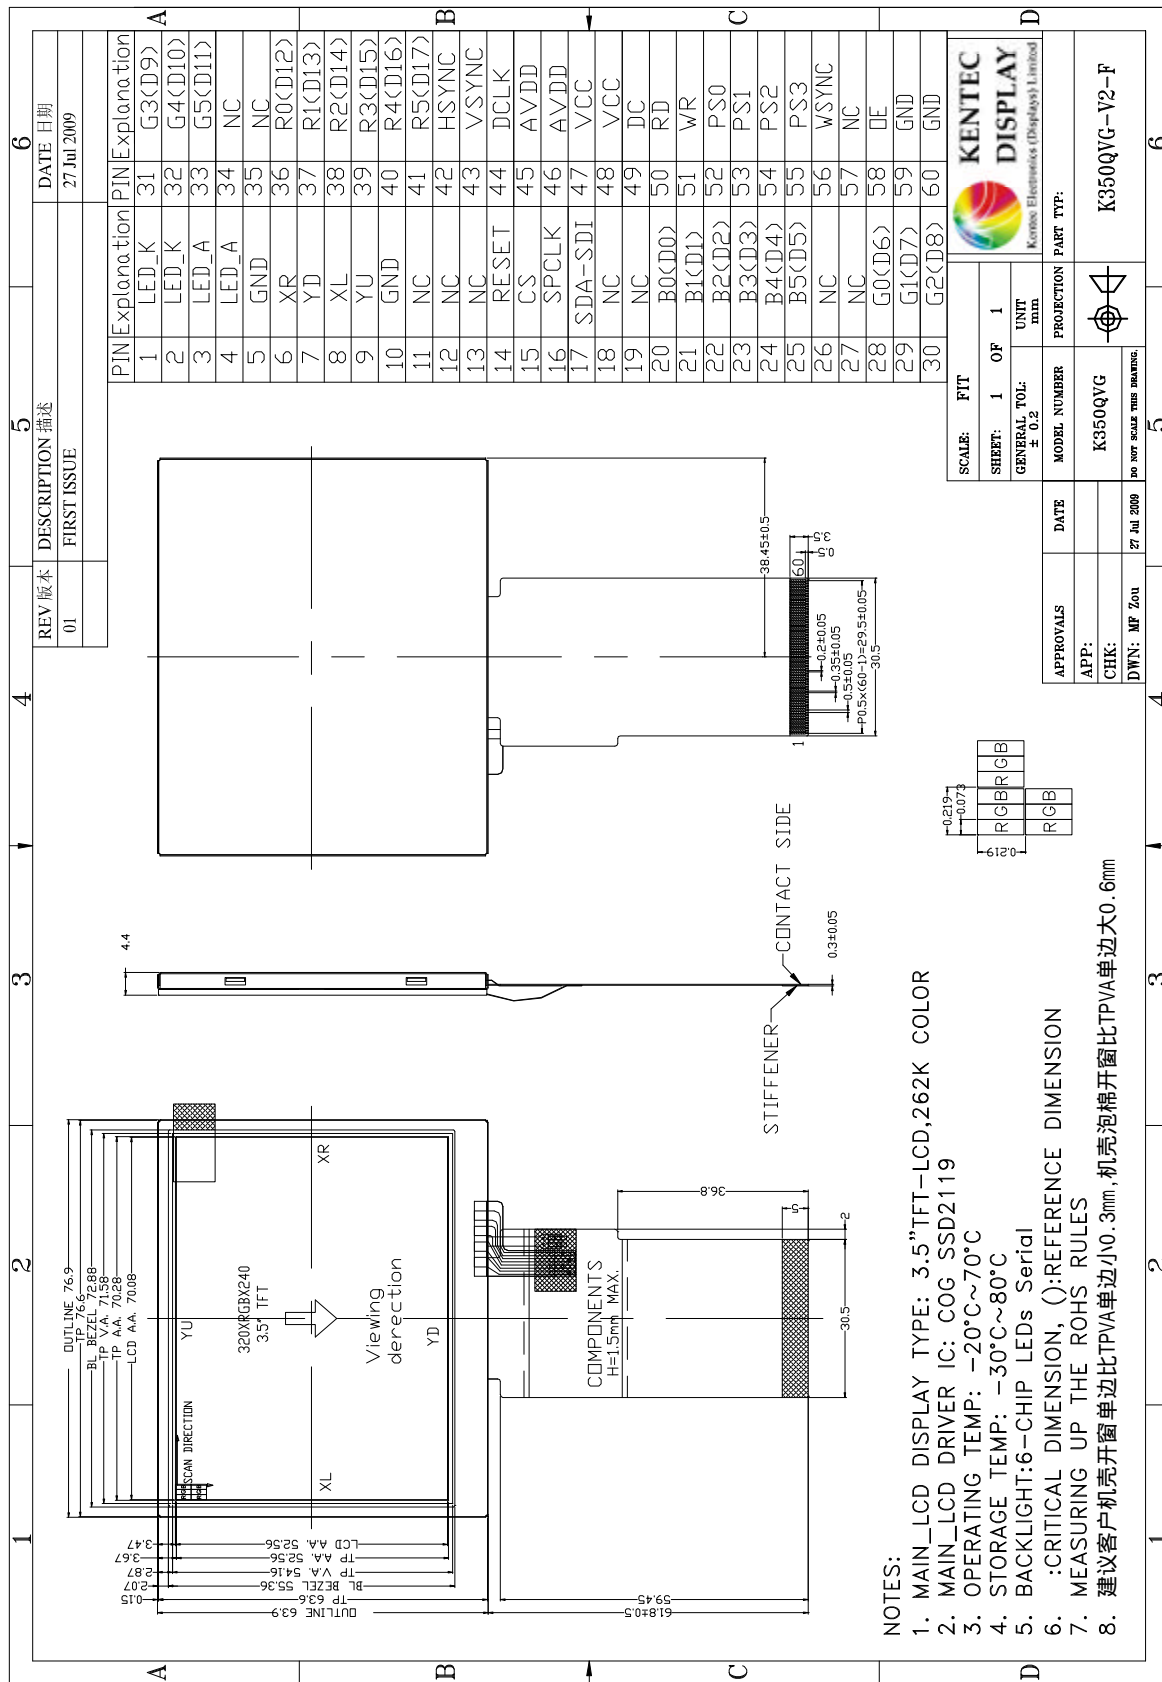 1
2
3
4
5
6
A
B
C
D
REV 版本 DESCRIPTION 描述 DATE 日期
01 FIRST ISSUE 27 Jul 2009
PIN Explanation PIN Explanation
1 LED_K 31 G3(D9)
2 LED_K 32 G4(D10)
3 LED_A 33 G5(D11)
4 LED_A 34 NC
5 GND 35 NC
6 XR 36 R0(D12)
7 YD 37 R1(D13)
8 XL 38 R2(D14)
9 YU 39 R3(D15)
10 GND 40 R4(D16)
11 NC 41 R5(D17)
12 NC 42 HSYNC
13 NC 43 VSYNC
14 RESET 44 DCLK
15 CS 45 AVDD
16 SPCLK 46 AVDD
17 SDA-SDI 47 VCC
18 NC 48 VCC
19 NC 49 DC
20 B0(D0) 50 RD
21 B1(D1) 51 WR
22 B2(D2) 52 PS0
23 B3(D3) 53 PS1
24 B4(D4) 54 PS2
25 B5(D5) 55 PS3
26 NC 56 WSYNC
27 NC 57 NC
28 G0(D6) 58 OE
29 G1(D7) 59 GND
30 G2(D8) 60 GND
OUTLINE 76.9
TP 76.6
BL BEZEL 72.88
TP V.A. 71.58
TP A.A. 70.28
LCD A.A. 70.08
3.47
3.67
2.87
2.07
0.15
LCD A.A. 52.56
TP A.A. 52.56
TP V.A. 54.16
BL BEZEL 55.36
TP 63.6
OUTLINE 63.9
SCAN DIRECTION
RGB
RGB
YU
XL
XR
YD
320XRGBX240
3.5" TFT
Viewing
derection
COMPONENTS
H=1.5mm MAX.
61.8±0.5
59.45
36.8
5
2
30.5
4.4
STIFFENER
CONTACT SIDE
0.3±0.05
38.45±0.5
3.5
0.5
1
60
0.2±0.05
0.35±0.05
0.5±0.05
P0.5x(60-1)=29.5±0.05
30.5
0.219
0.073
0.219
R G B R G B
R G B
NOTES:
1. MAIN_LCD DISPLAY TYPE: 3.5"TFT-LCD,262K COLOR
2. MAIN_LCD DRIVER IC: COG SSD2119
3. OPERATING TEMP: -20°C~70°C
4. STORAGE TEMP: -30°C~80°C
5. BACKLIGHT:6-CHIP LEDs Serial
6. :CRITICAL DIMENSION, ():REFERENCE DIMENSION
7. MEASURING UP THE ROHS RULES
8. 建议客户机壳开窗单边比TPVA单边小0.3mm,机壳泡棉开窗比TPVA单边大0.6mm
APPROVALS DATE
APP:
CHK:
DWN: MF Zou 27 Jul 2009
SCALE: FIT
SHEET: 1 OF 1
GENERAL TOL: ± 0.2
UNIT mm
MODEL NUMBER
K350QVG
PROJECTION
DO NOT SCALE THIS DRAWING.
KENTEC
DISPLAY
Kentec Electronics (Displays) Limited
PART TYP:
K350QVG-V2-F
1
2
3
4
5
6
A
B
C
D